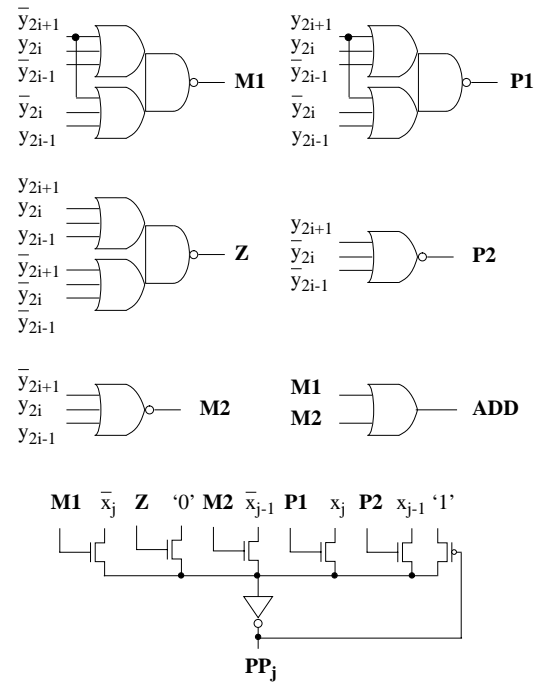 y̅2i+1
y2i
y̅2i-1
M1
y̅2i
y2i-1
y̅2i+1
y2i
y̅2i-1
P1
y̅2i
y2i-1
y2i+1
y2i
y2i-1
Z
y̅2i+1
y̅2i
y̅2i-1
y2i+1
y̅2i
y̅2i-1
P2
y̅2i+1
y2i
y2i-1
M2
M1
M2
ADD
M1 x̅j Z ‘0’ M2 x̅j-1 P1 xj P2 xj-1 ‘1’
PPj